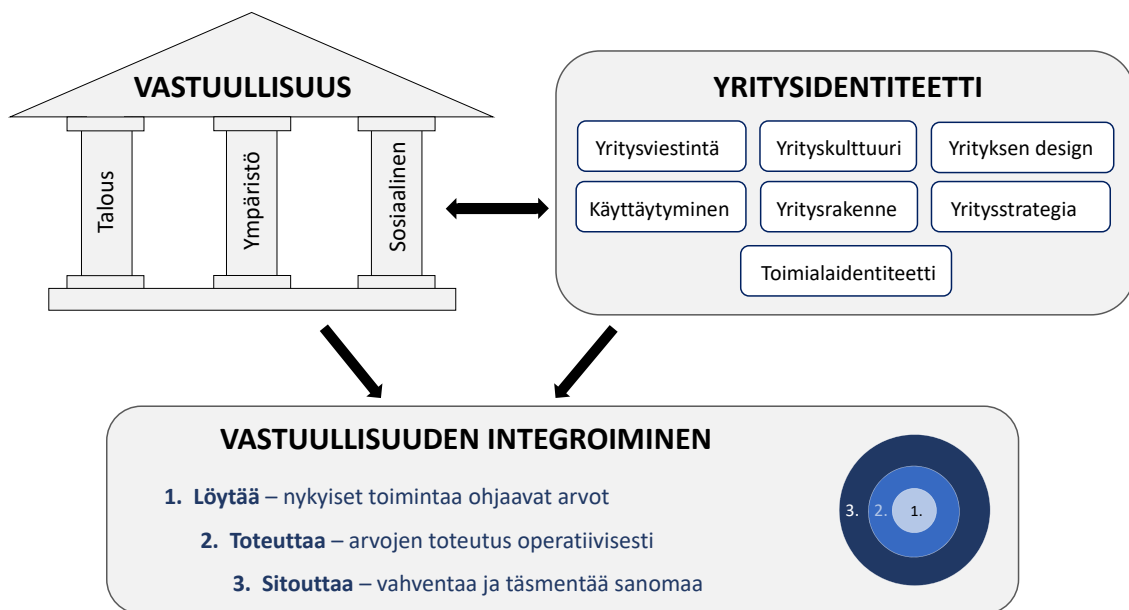 VASTUULLISUUS
Talous
Ympäristö
Sosiaalinen
YRITYSIDENTITEETTI
Yritysviestintä
Yrityskulttuuri
Yrityksen design
Käyttäytyminen
Yritysrakenne
Yritysstrategia
Toimialaidentiteetti
VASTUULLISUUDEN INTEGROIMINEN
1. Löytää – nykyiset toimintaa ohjaavat arvot
2. Toteuttaa – arvojen toteutus operatiivisesti
3. Sitouttaa – vahventaa ja täsmentää sanomaa
3. 2. 1.